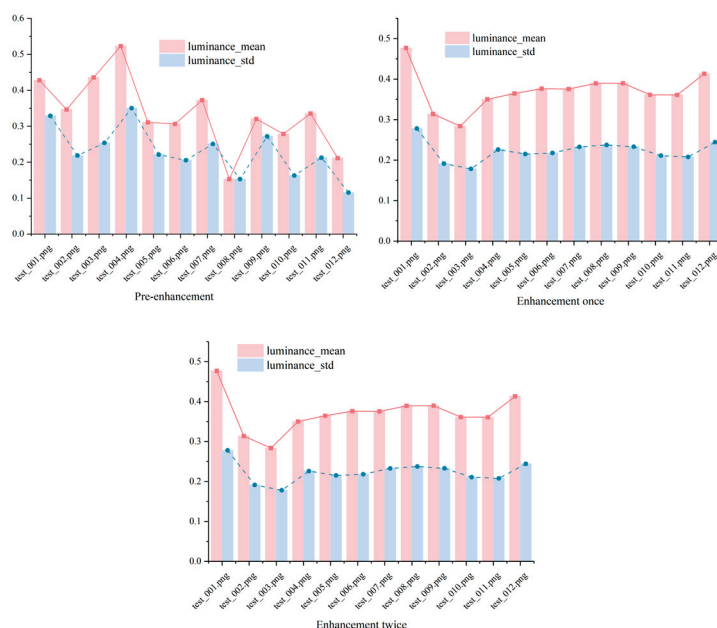 luminance_mean
luminance_std
0.6
0.5
0.4
0.3
0.2
0.1
0.0
test_001.png
test_002.png
test_003.png
test_004.png
test_005.png
test_006.png
test_007.png
test_008.png
test_009.png
test_010.png
test_011.png
test_012.png
Pre-enhancement
luminance_mean
luminance_std
0.5
0.4
0.3
0.2
0.1
0.0
test_001.png
test_002.png
test_003.png
test_004.png
test_005.png
test_006.png
test_007.png
test_008.png
test_009.png
test_010.png
test_011.png
test_012.png
Enhancement once
luminance_mean
luminance_std
0.5
0.4
0.3
0.2
0.1
0.0
test_001.png
test_002.png
test_003.png
test_004.png
test_005.png
test_006.png
test_007.png
test_008.png
test_009.png
test_010.png
test_011.png
test_012.png
Enhancement twice